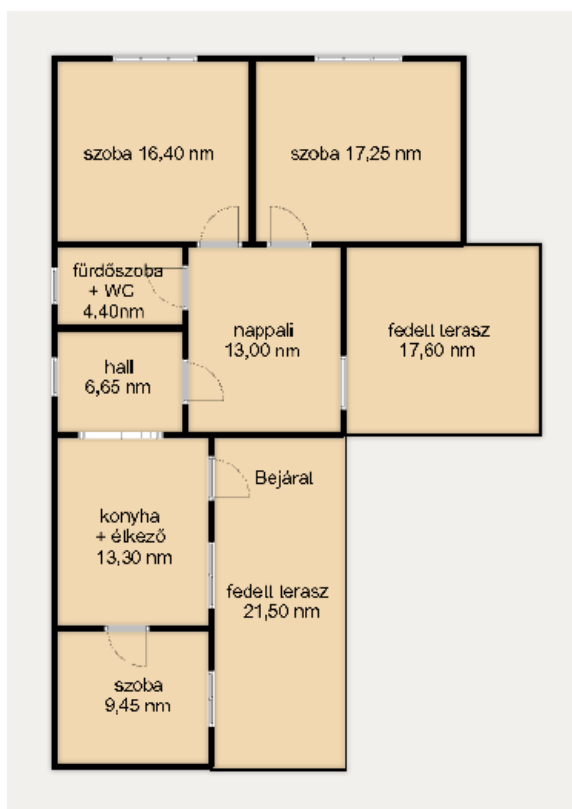 szoba 16,40 nm
szoba 17,25 nm
fürdőszoba
+ WC
4,40nm
nappali
13,00 nm
fedett terasz
17,60 nm
hall
6,65 nm
Bejárat
konyha
+ étkező
13,30 nm
fedett terasz
21,50 nm
szoba
9,45 nm